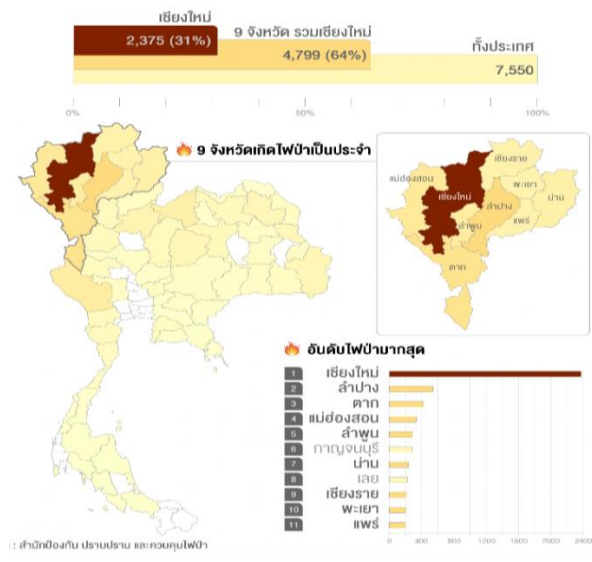 เชียงใหม่
2,375 (31%)
9 จังหวัด รวมเชียงใหม่
4,799 (64%)
ทั้งประเทศ
7,550
0%
50%
100%
9 จังหวัดเกิดไฟป่าเป็นประจำ
เชียงราย
แม่ฮ่องสอน
พะเยา
น่าน
เชียงใหม่
ลำปาง
แพร่
ลำพูน
ตาก
อันดับไฟป่ามากสุด
1 เชียงใหม่
2 ลำปาง
3 ตาก
4 แม่ฮ่องสอน
5 ลำพูน
6 กาญจนบุรี
7 น่าน
8 เลย
9 เชียงราย
10 พะเยา
11 แพร่
0 400 800 1200 1600 2000 2400
: สำนักป้องกัน ปราบปราม และควบคุมไฟป่า